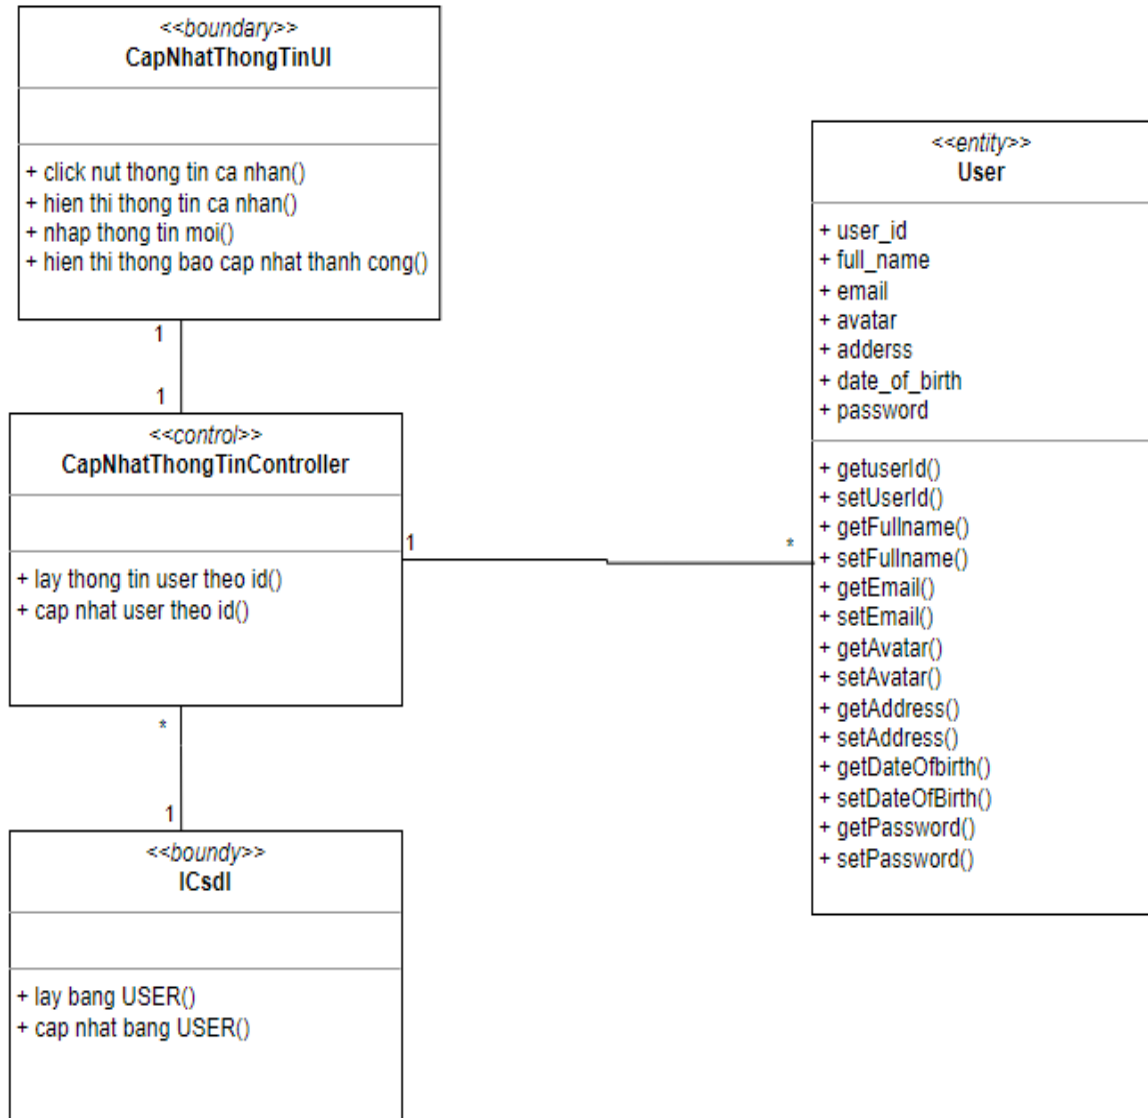 <<boundary>>
CapNhatThongTinUI
+ click nut thong tin ca nhan()
+ hien thi thong tin ca nhan()
+ nhap thong tin moi()
+ hien thi thong bao cap nhat thanh cong()
1
1
<<control>>
CapNhatThongTinController
+ lay thong tin user theo id()
+ cap nhat user theo id()
1
*
*
1
<<boundy>>
ICsdl
+ lay bang USER()
+ cap nhat bang USER()
<<entity>>
User
+ user_id
+ full_name
+ email
+ avatar
+ adderss
+ date_of_birth
+ password
+ getuserId()
+ setUserId()
+ getFullname()
+ setFullname()
+ getEmail()
+ setEmail()
+ getAvatar()
+ setAvatar()
+ getAddress()
+ setAddress()
+ getDateOfbirth()
+ setDateOfBirth()
+ getPassword()
+ setPassword()